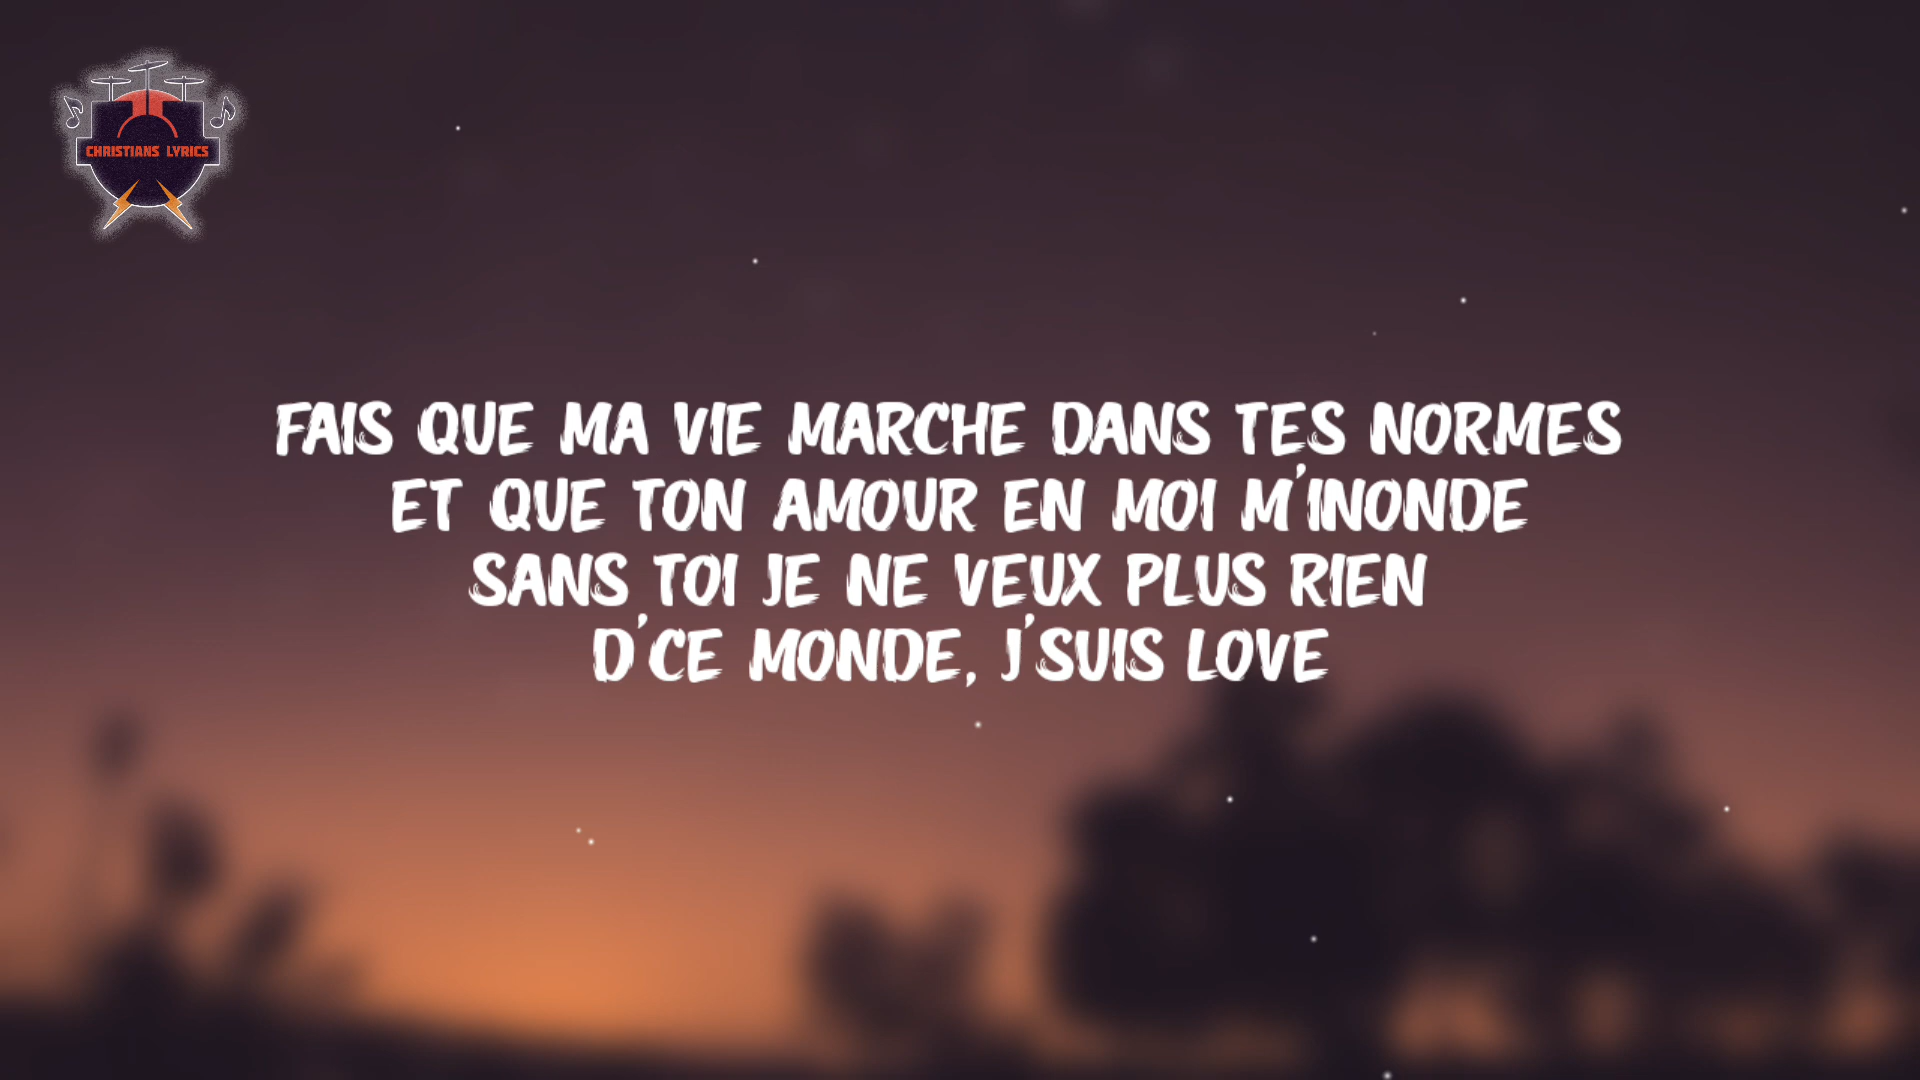 CHRISTIANS LYRICS
FAIS QUE MA VIE MARCHE DANS TES NORMES
ET QUE TON AMOUR EN MOI M'INONDE
SANS TOI JE NE VEUX PLUS RIEN
D'CE MONDE, J'SUIS LOVE